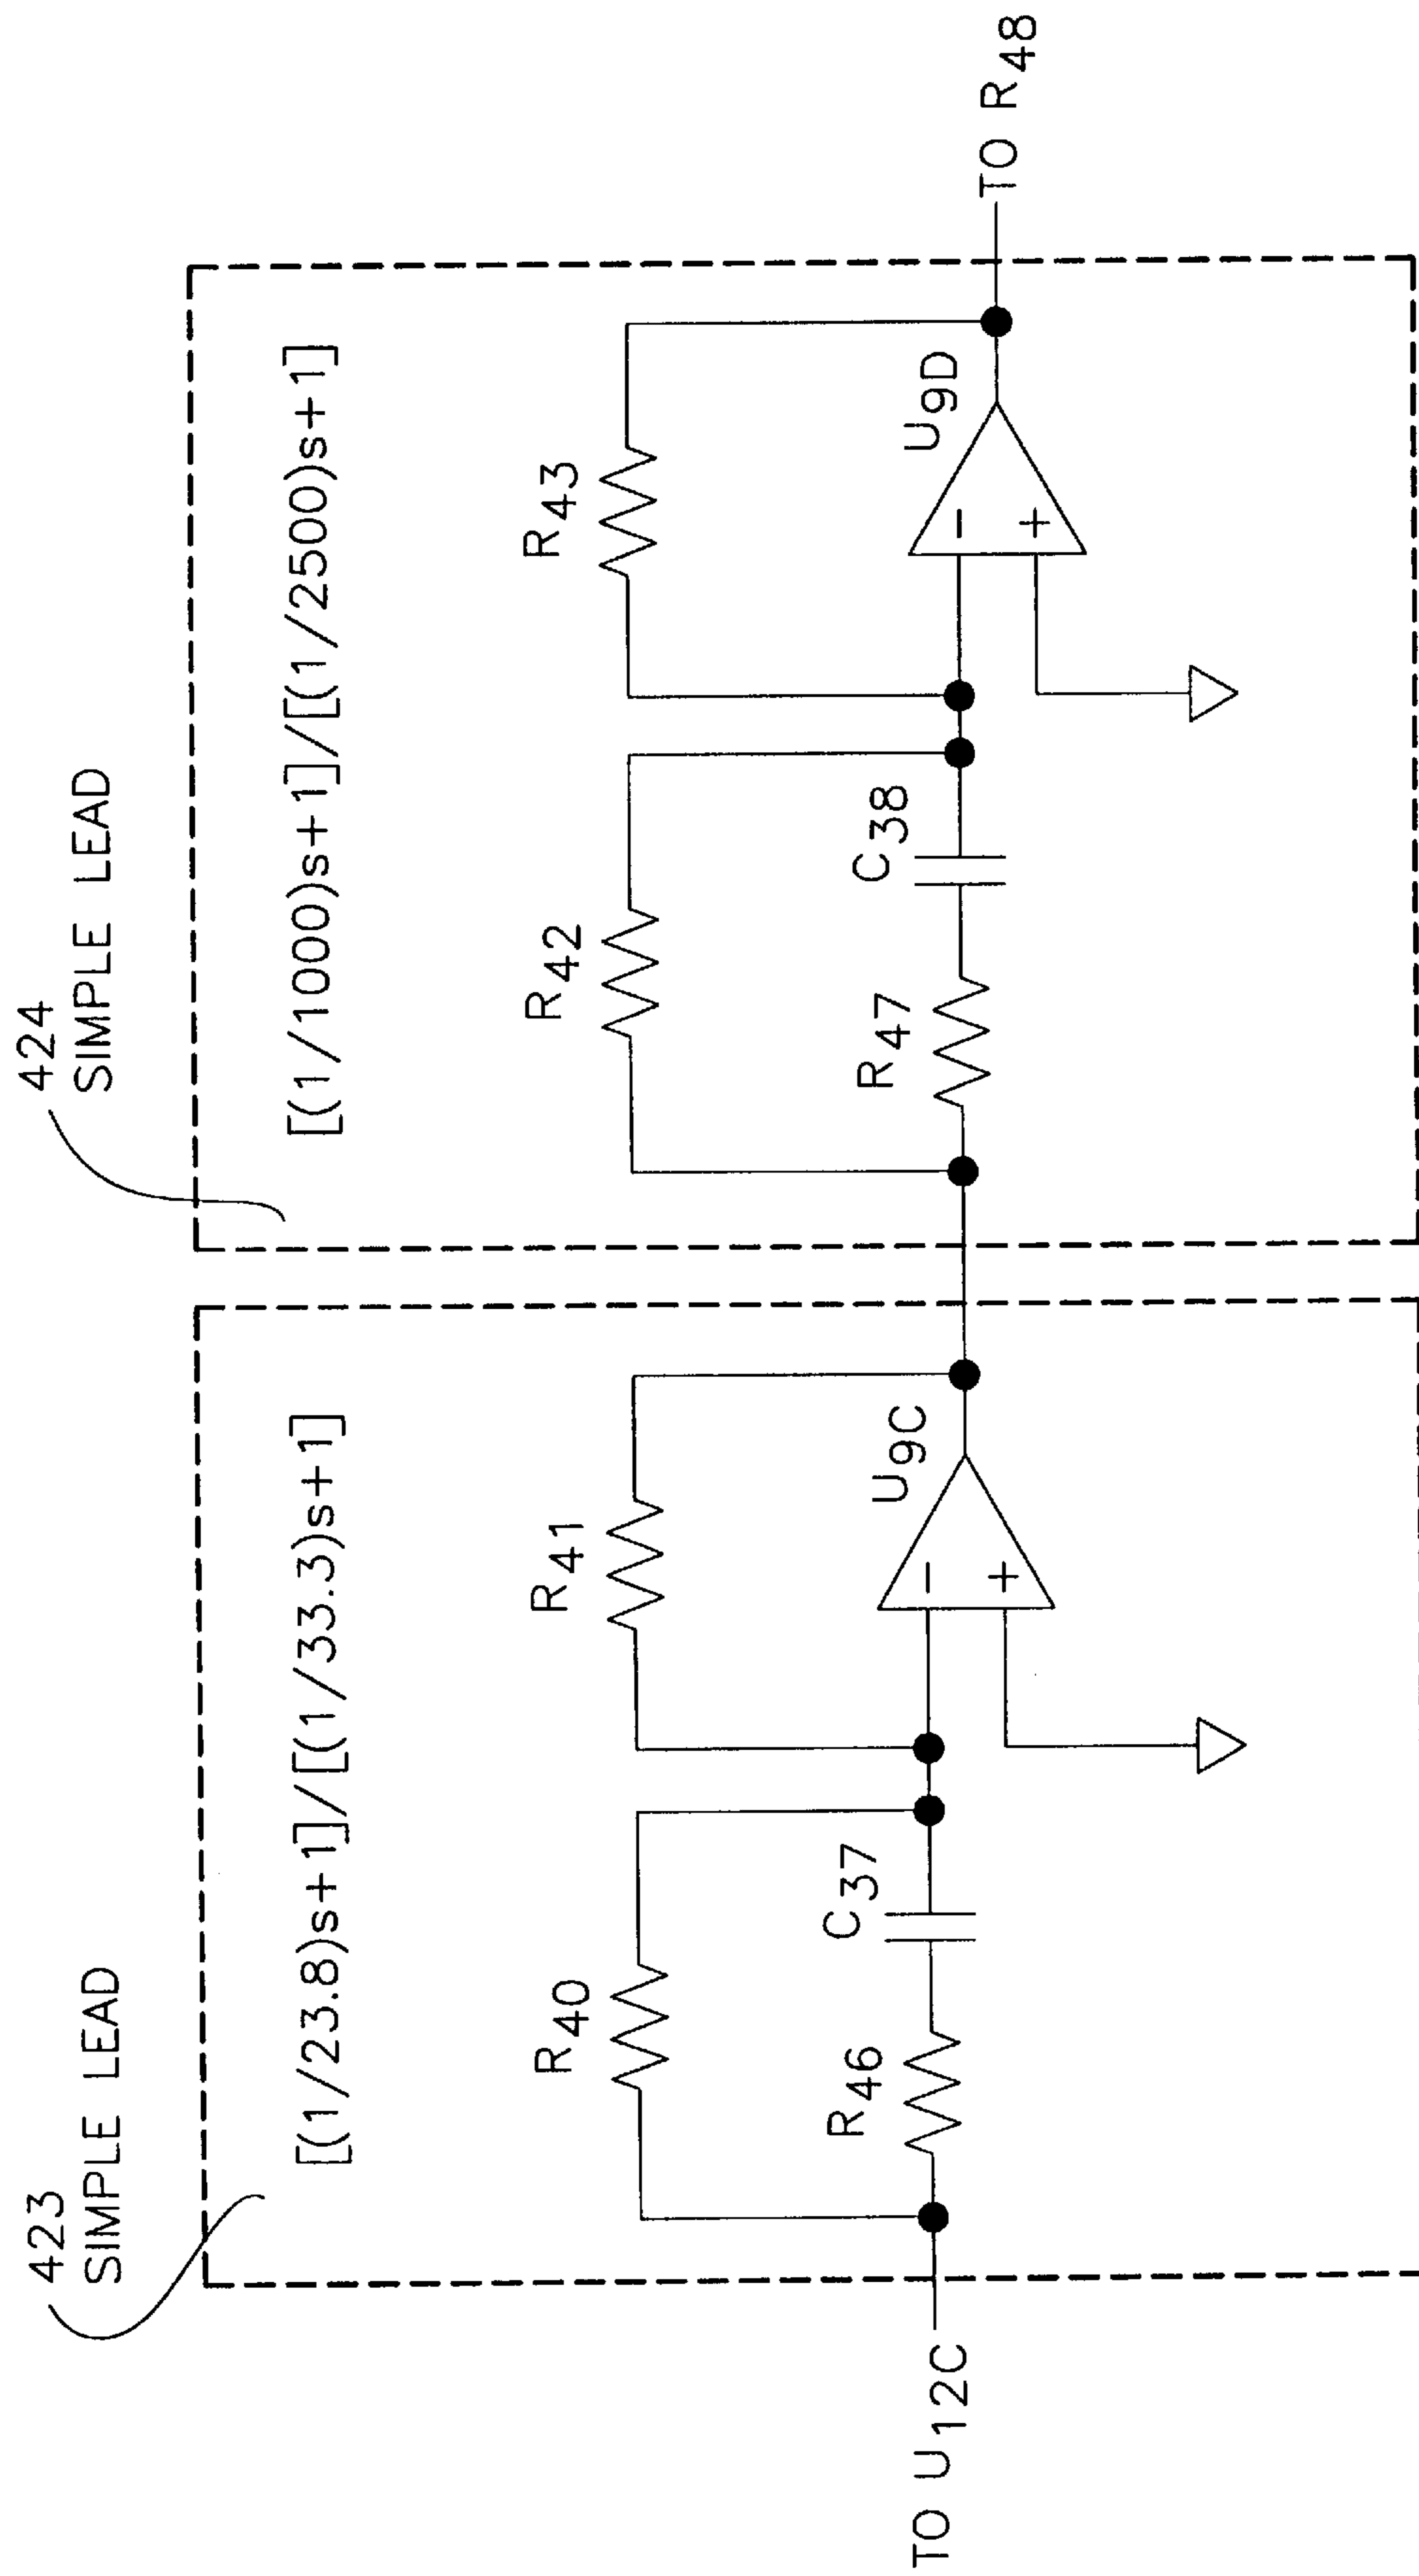 423
SIMPLE LEAD
[(1/23.8)s+1]/[(1/33.3)s+1]
R40
R41
R46
C37
U9C
−
+
TO U12C
424
SIMPLE LEAD
[(1/1000)s+1]/[(1/2500)s+1]
R42
R43
R47
C38
U9D
−
+
TO R48